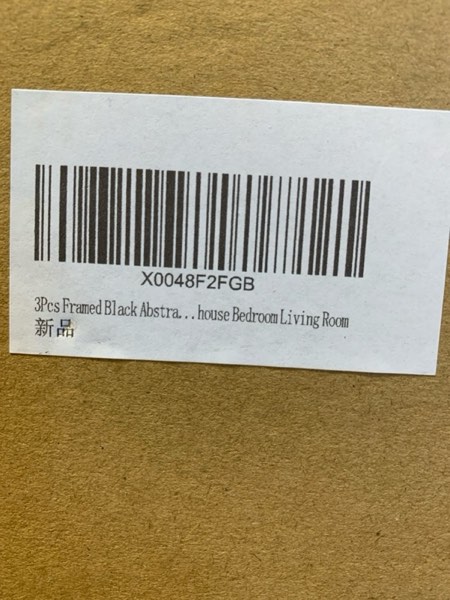 X0048F2FGB
3Pcs Framed Black Abstra...house Bedroom Living Room
新品